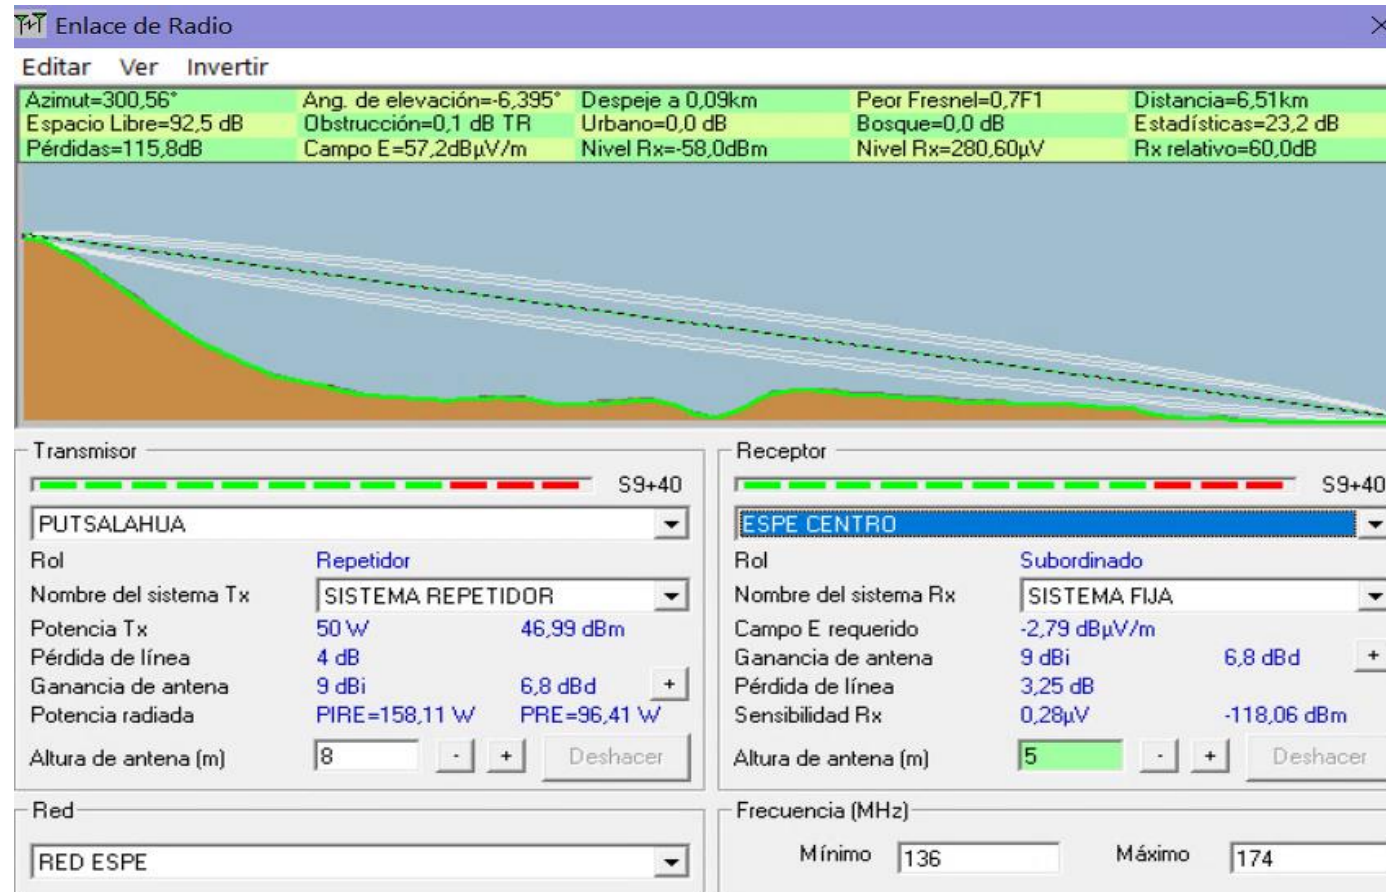 Enlace de Radio
Editar Ver Invertir
Azimut=300,56° Ang. de elevación=-6,395° Despeje a 0,09km Peor Fresnel=0,7F1 Distancia=6,51km
Espacio Libre=92,5 dB Obstrucción=0,1 dB TR Urbano=0,0 dB Bosque=0,0 dB Estadísticas=23,2 dB
Pérdidas=115,8dB Campo E=57,2dBµV/m Nivel Rx=-58,0dBm Nivel Rx=280,60µV Rx relativo=60,0dB
Transmisor
S9+40
PUTSALAHUA
Rol Repetidor
Nombre del sistema Tx SISTEMA REPETIDOR
Potencia Tx 50 W 46,99 dBm
Pérdida de línea 4 dB
Ganancia de antena 9 dBi 6,8 dBd +
Potencia radiada PIRE=158,11 W PRE=96,41 W
Altura de antena (m) 8 - + Deshacer
Receptor
S9+40
ESPE CENTRO
Rol Subordinado
Nombre del sistema Rx SISTEMA FIJA
Campo E requerido -2,79 dBµV/m
Ganancia de antena 9 dBi 6,8 dBd +
Pérdida de línea 3,25 dB
Sensibilidad Rx 0,28µV -118,06 dBm
Altura de antena (m) 5 - + Deshacer
Red
RED ESPE
Frecuencia (MHz)
Mínimo 136 Máximo 174